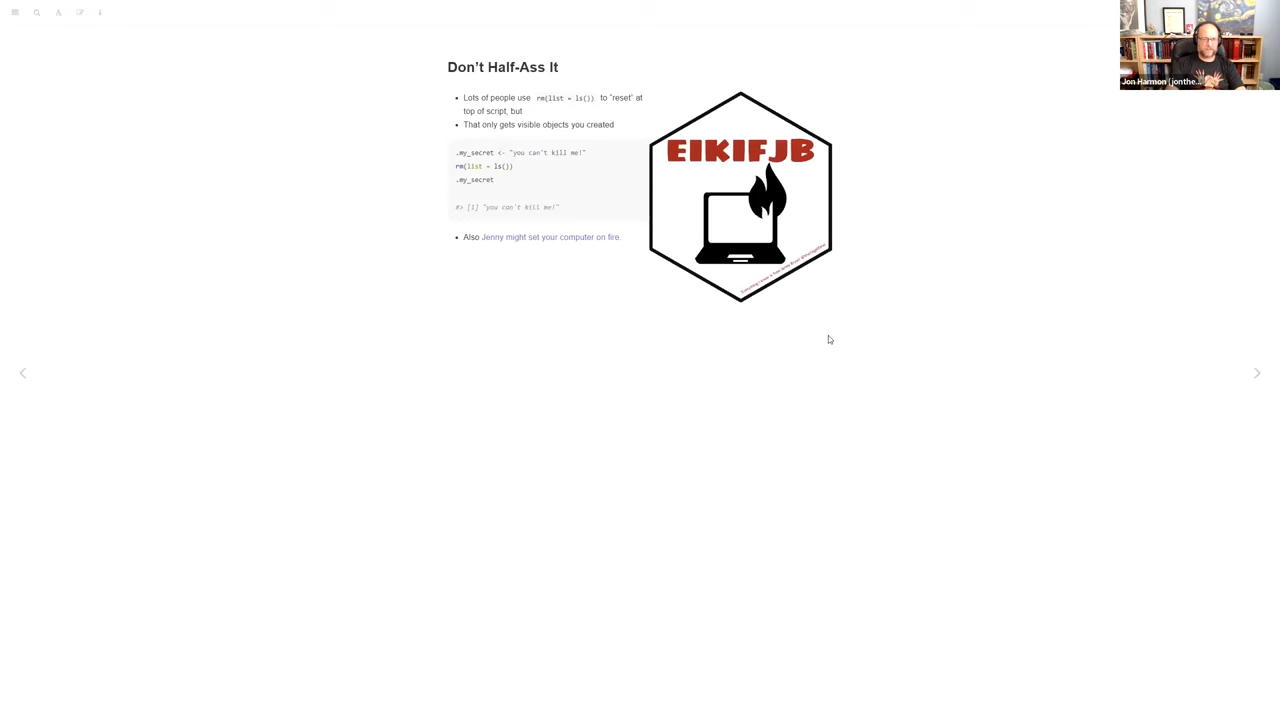 Don't Half-Ass It
• Lots of people use rm(list = ls()) to "reset" at
top of script, but
• That only gets visible objects you created
.my_secret <- "you can't kill me!"
rm(list = ls())
.my_secret
#> [1] "you can't kill me!"
• Also Jenny might set your computer on fire.
EIKIFJB
Jon Harmon (jonthe...